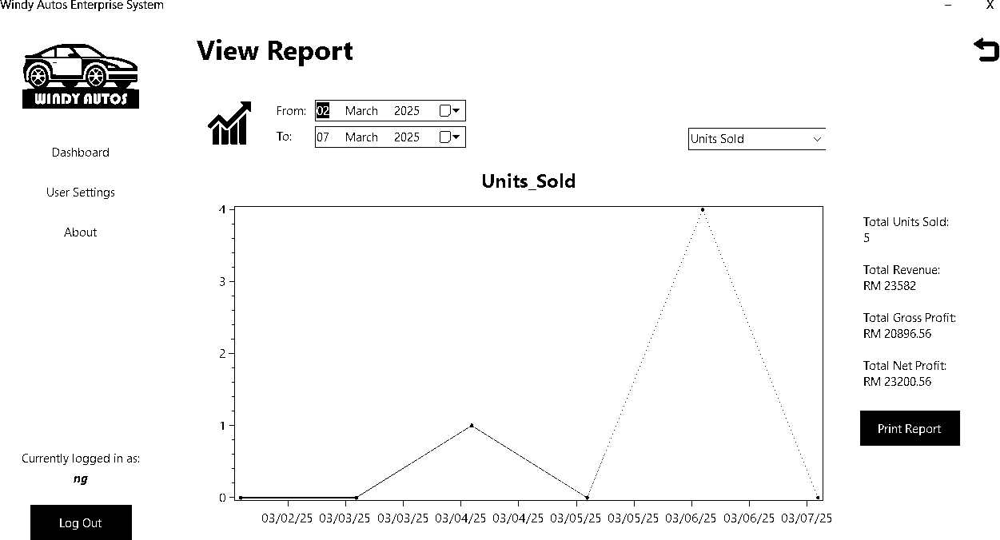 Windy Autos Enterprise System
– X
WINDY AUTOS
View Report
From: 02 March 2025
To: 07 March 2025
Units Sold
Dashboard
User Settings
About
Units_Sold
4
3
2
1
0
03/02/25 03/03/25 03/03/25 03/04/25 03/04/25 03/05/25 03/05/25 03/06/25 03/06/25 03/07/25
Total Units Sold:
5
Total Revenue:
RM 23582
Total Gross Profit:
RM 20896.56
Total Net Profit:
RM 23200.56
Print Report
Currently logged in as:
ng
Log Out